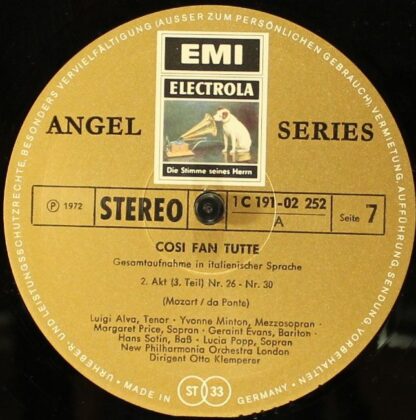 EMI
ELECTROLA
Die Stimme seines Herrn
ANGEL SERIES
Ⓟ 1972
STEREO
1 C 191-02 252
A
Seite 7
COSI FAN TUTTE
Gesamtaufnahme in italienischer Sprache
2. Akt (3. Teil) Nr. 26 - Nr. 30
(Mozart / da Ponte)
Luigi Alva, Tenor · Yvonne Minton, Mezzosopran
Margaret Price, Sopran · Geraint Evans, Bariton ·
Hans Sotin, Baß · Lucia Popp, Sopran
New Philharmonia Orchestra London
Dirigent Otto Klemperer
ST 33
URHEBER- UND LEISTUNGSSCHUTZRECHTE, BESONDERS VERVIELFÄLTIGUNG (AUSSER ZUM PERSÖNLICHEN GEBRAUCH), VERMIETUNG, AUFFÜHRUNG, SENDUNG, VORBEHALTEN
• MADE IN GERMANY •